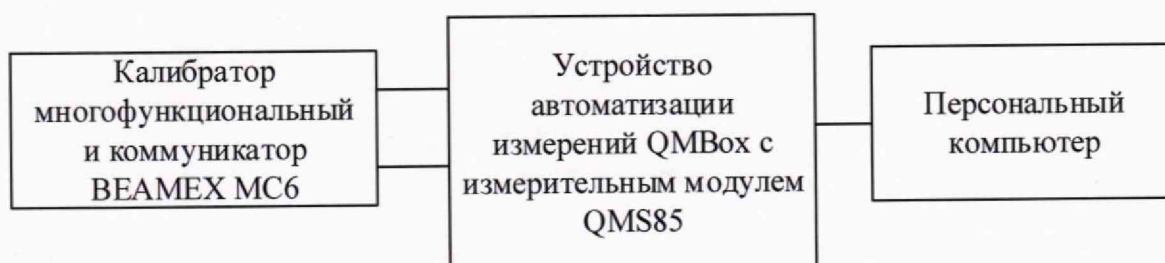 Калибратор
многофункциональный
и коммуникатор
BEAMEX MC6
Устройство
автоматизации
измерений QMBox с
измерительным модулем
QMS85
Персональный
компьютер